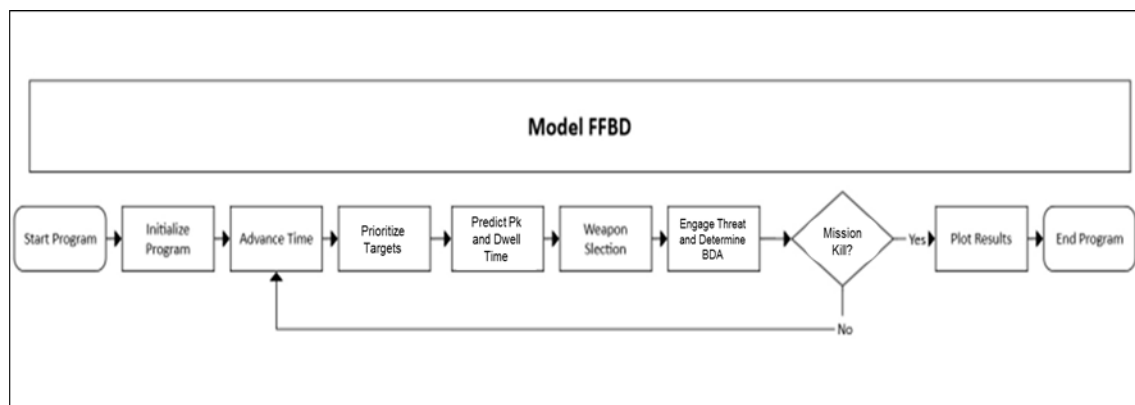 Model FFBD
Start Program
Initialize
Program
Advance Time
Prioritize
Targets
Predict Pk
and Dwell
Time
Weapon
Slection
Engage Threat
and Determine
BDA
Mission
Kill?
Yes
Plot Results
End Program
No